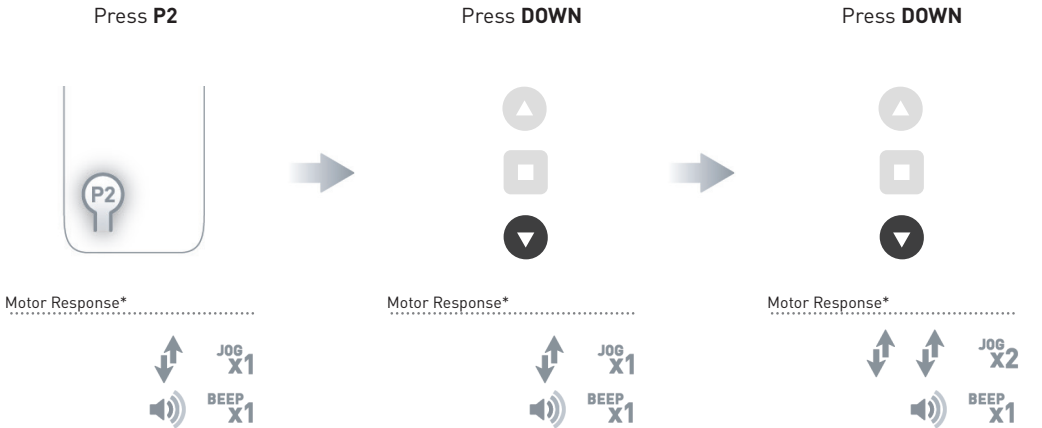 Press P2
Press DOWN
Press DOWN
P2
Motor Response*
JOG X1
BEEP X1
Motor Response*
JOG X1
BEEP X1
Motor Response*
JOG X2
BEEP X1